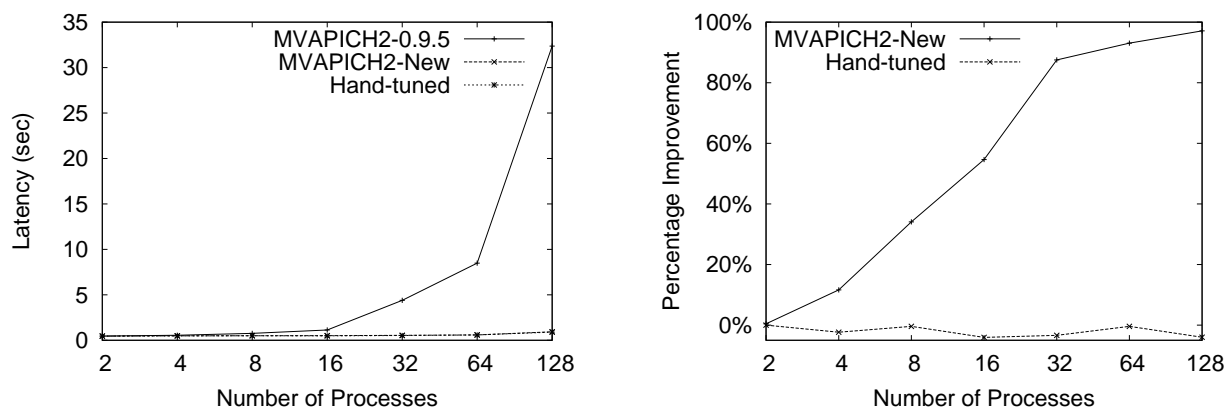 35
30
25
20
15
10
5
0
Latency (sec)
MVAPICH2-0.9.5
MVAPICH2-New
Hand-tuned
2 4 8 16 32 64 128
Number of Processes
100%
80%
60%
40%
20%
0%
Percentage Improvement
MVAPICH2-New
Hand-tuned
2 4 8 16 32 64 128
Number of Processes